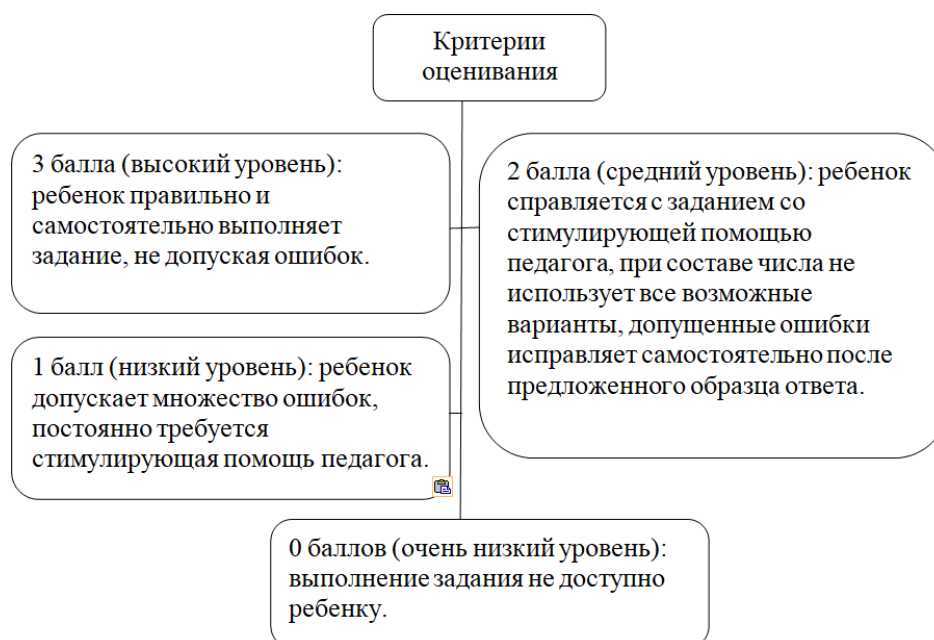 Критерии
оценивания
3 балла (высокий уровень):
ребенок правильно и
самостоятельно выполняет
задание, не допуская ошибок.
2 балла (средний уровень): ребенок
справляется с заданием со
стимулирующей помощью
педагога, при составе числа не
использует все возможные
варианты, допущенные ошибки
исправляет самостоятельно после
предложенного образца ответа.
1 балл (низкий уровень): ребенок
допускает множество ошибок,
постоянно требуется
стимулирующая помощь педагога.
0 баллов (очень низкий уровень):
выполнение задания не доступно
ребенку.